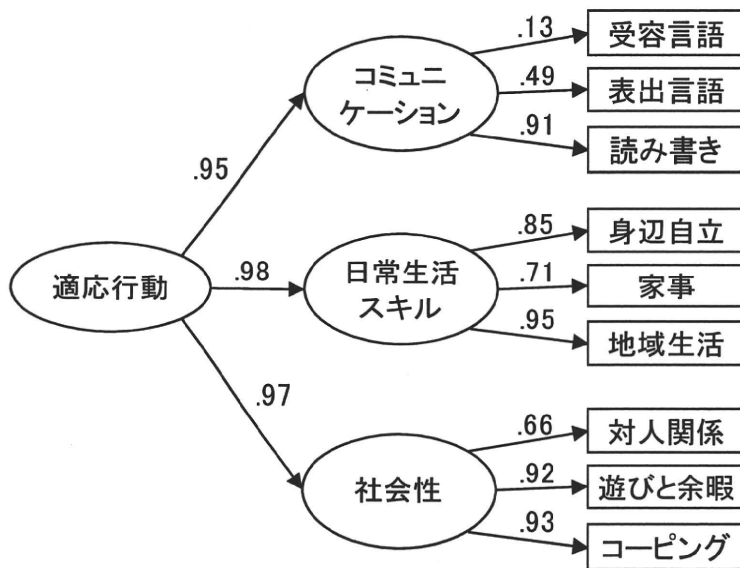 適応行動
.95
.98
.97
コミュニ
ケーション
.13
.49
.91
受容言語
表出言語
読み書き
日常生活
スキル
.85
.71
.95
身辺自立
家事
地域生活
社会性
.66
.92
.93
対人関係
遊びと余暇
コーピング